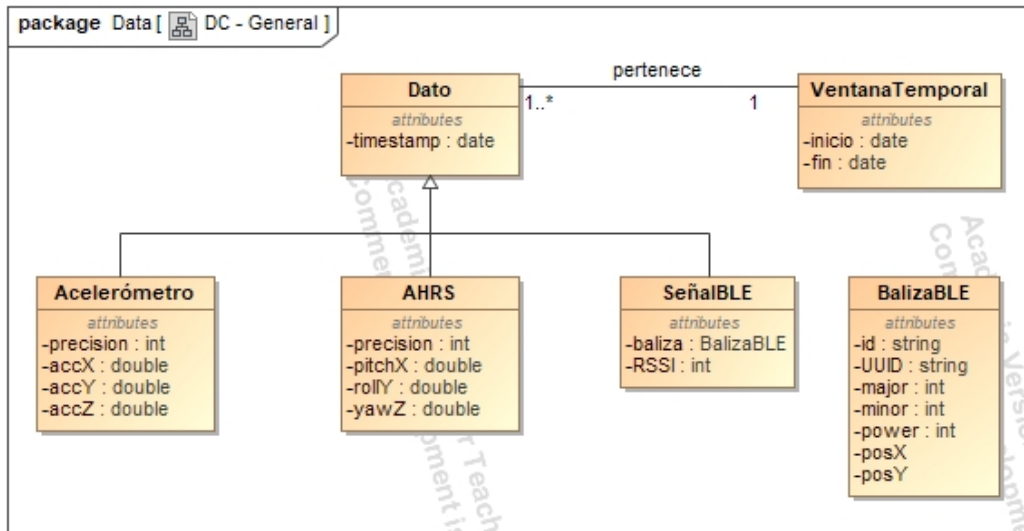 package Data [ DC - General ]
pertenece
Dato
1..*
1
VentanaTemporal
attributes
-timestamp : date
attributes
-inicio : date
-fin : date
Acelerómetro
attributes
-precision : int
-accX : double
-accY : double
-accZ : double
AHRS
attributes
-precision : int
-pitchX : double
-rollY : double
-yawZ : double
SeñalBLE
attributes
-baliza : BalizaBLE
-RSSI : int
BalizaBLE
attributes
-id : string
-UUID : string
-major : int
-minor : int
-power : int
-posX
-posY